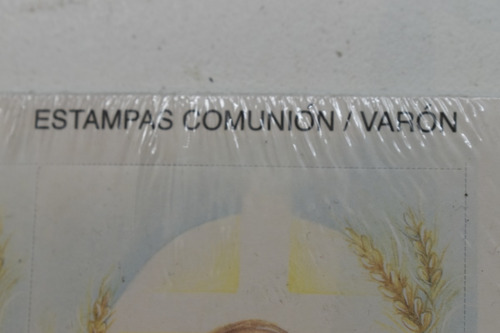 ESTAMPAS COMUNIÓN / VARÓN